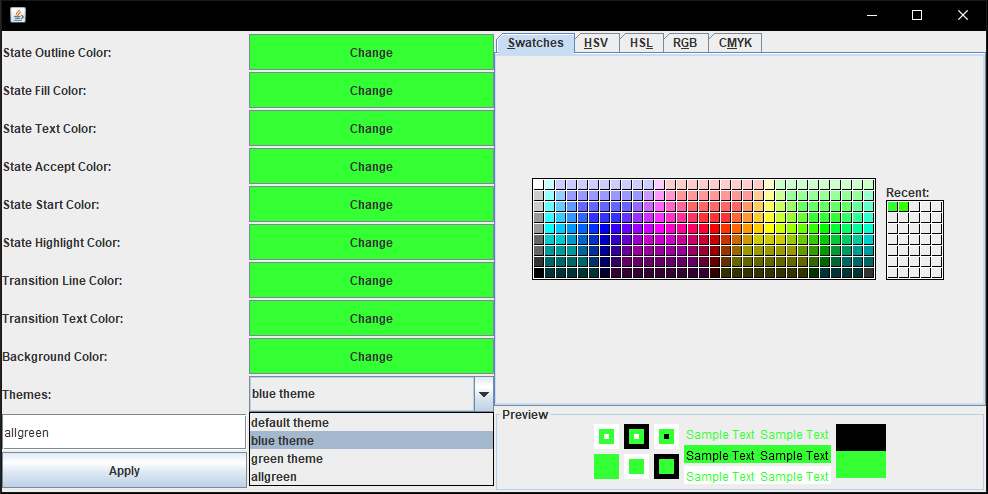 State Outline Color: Change
State Fill Color: Change
State Text Color: Change
State Accept Color: Change
State Start Color: Change
State Highlight Color: Change
Transition Line Color: Change
Transition Text Color: Change
Background Color: Change
Themes: blue theme
default theme
blue theme
green theme
allgreen
allgreen
Apply
Swatches HSV HSL RGB CMYK
Recent:
Preview
Sample Text Sample Text
Sample Text Sample Text
Sample Text Sample Text